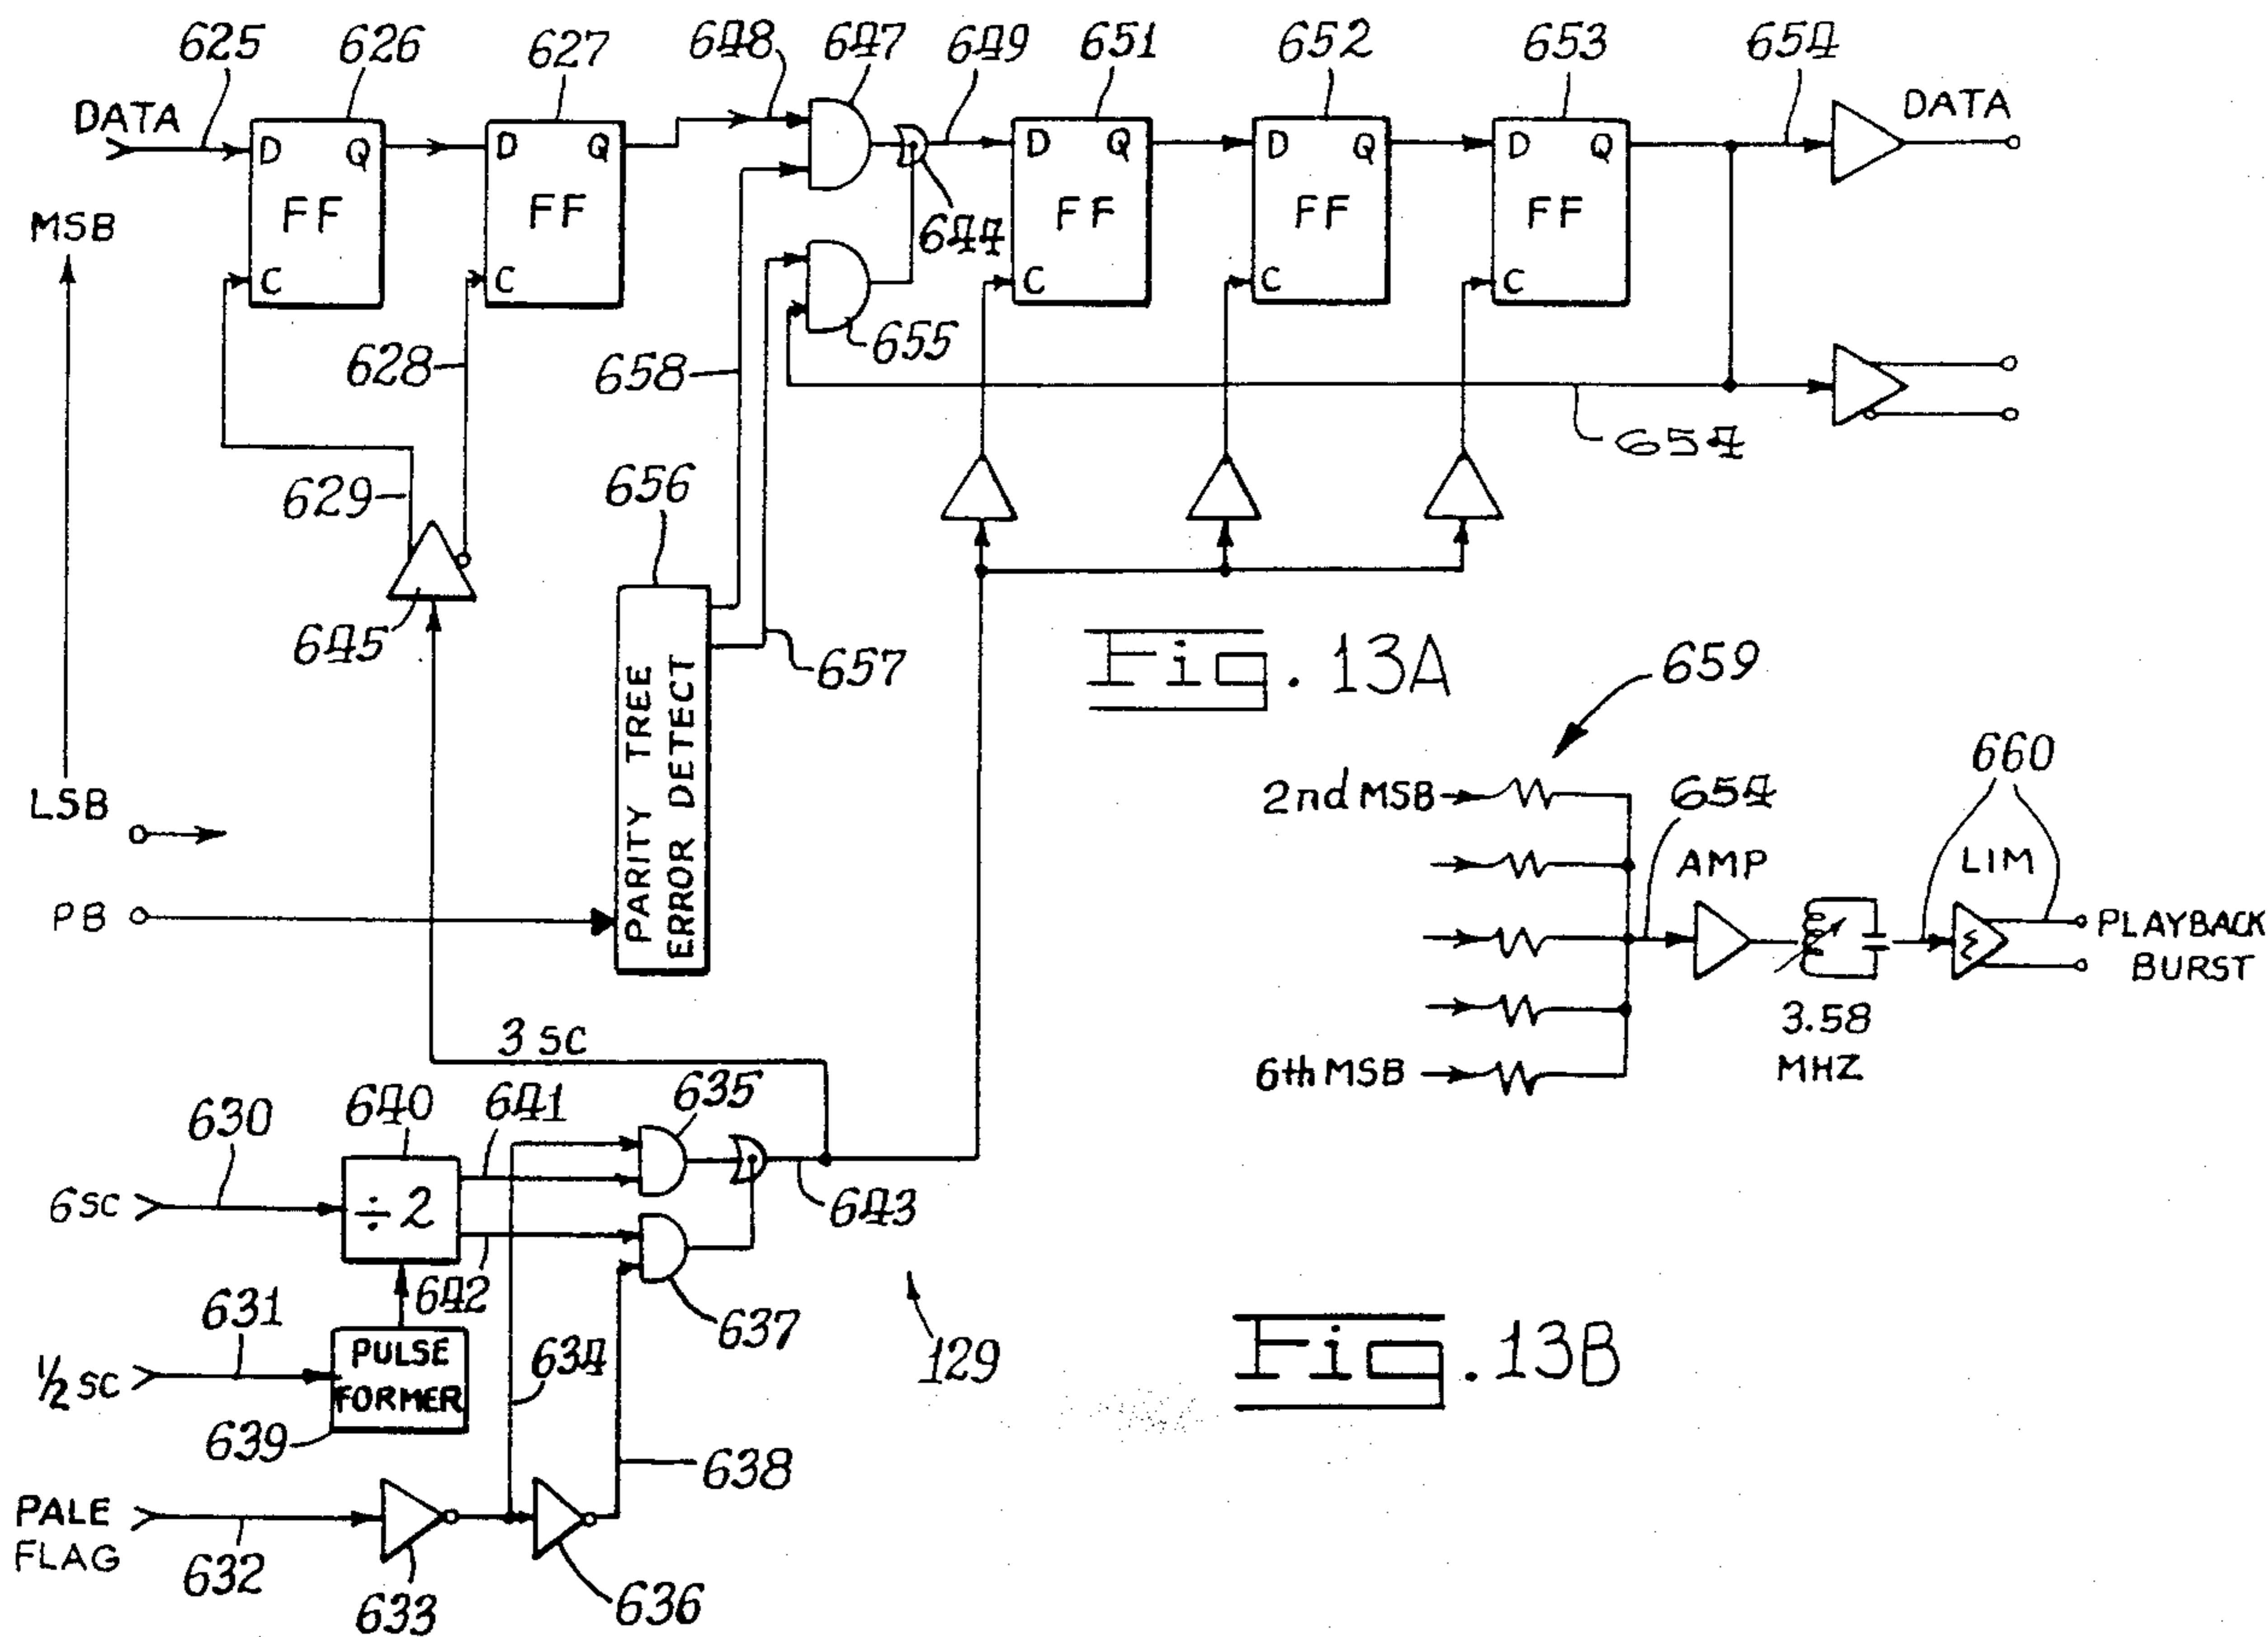 625
626
627
648
647
649
651
652
653
654
DATA
D Q
FF
C
D Q
FF
C
D Q
FF
C
D Q
FF
C
D Q
FF
C
DATA
MSB
644
655
628
658
654
629
656
645
657
PARITY TREE
ERROR DETECT
Fig. 13A
659
LSB
PB
2nd MSB
654
AMP
660
LIM
PLAYBACK
BURST
3.58
MHZ
6th MSB
3 SC
635
630
640
641
6SC
÷2
643
642
631
637
634
129
½ SC
PULSE
FORMER
639
638
Fig. 13B
PALE
FLAG
632
633
636